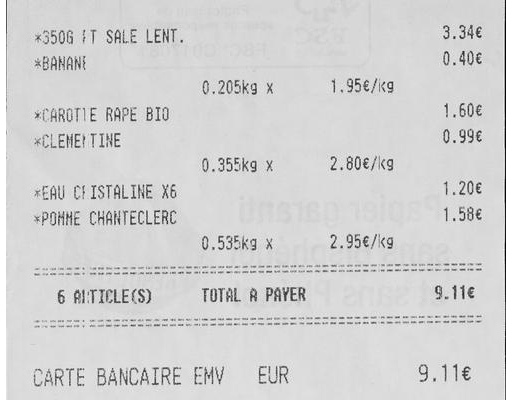 *350G PT SALE LENT. 3.34€
*BANANE 0.40€
0.205kg x 1.95€/kg
*CAROTTE RAPE BIO 1.60€
*CLEMENTINE 0.99€
0.355kg x 2.80€/kg
*EAU CRISTALINE X6 1.20€
*POMME CHANTECLERC 1.58€
0.535kg x 2.95€/kg
6 ARTICLE(S) TOTAL A PAYER 9.11€
CARTE BANCAIRE EMV EUR 9.11€
Papier garanti
sans
et sans